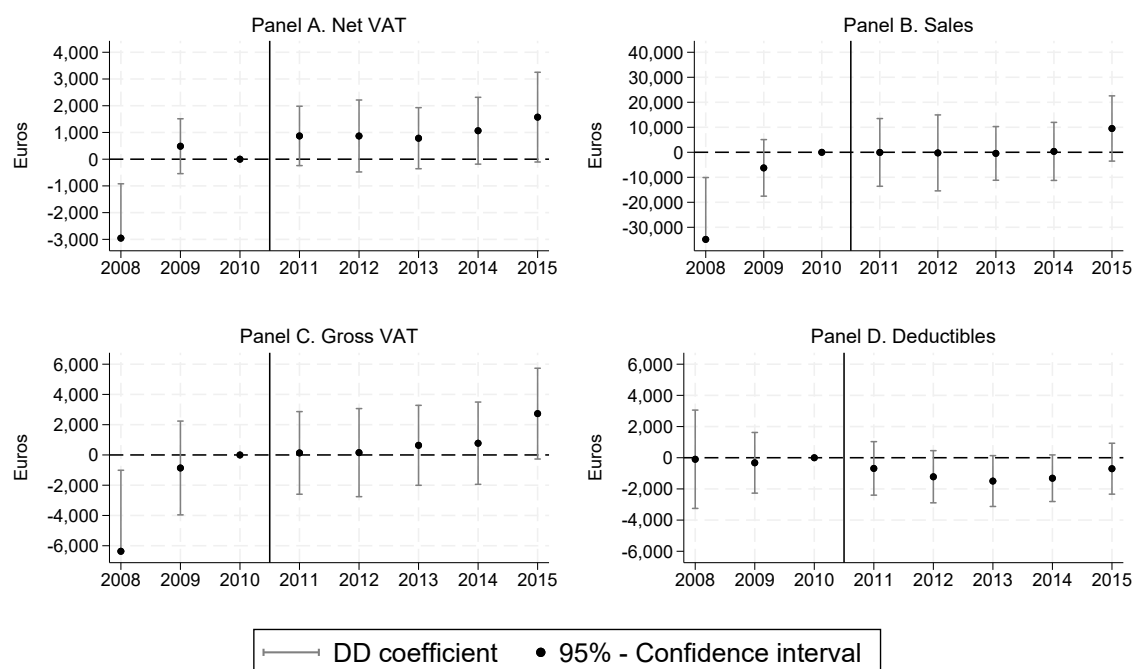 Panel A. Net VAT
4,000
3,000
2,000
1,000
0
-1,000
-2,000
-3,000
Euros
2008 2009 2010 2011 2012 2013 2014 2015
Panel B. Sales
40,000
30,000
20,000
10,000
0
-10,000
-20,000
-30,000
Euros
2008 2009 2010 2011 2012 2013 2014 2015
Panel C. Gross VAT
6,000
4,000
2,000
0
-2,000
-4,000
-6,000
Euros
2008 2009 2010 2011 2012 2013 2014 2015
Panel D. Deductibles
6,000
4,000
2,000
0
-2,000
-4,000
-6,000
Euros
2008 2009 2010 2011 2012 2013 2014 2015
DD coefficient 95% - Confidence interval